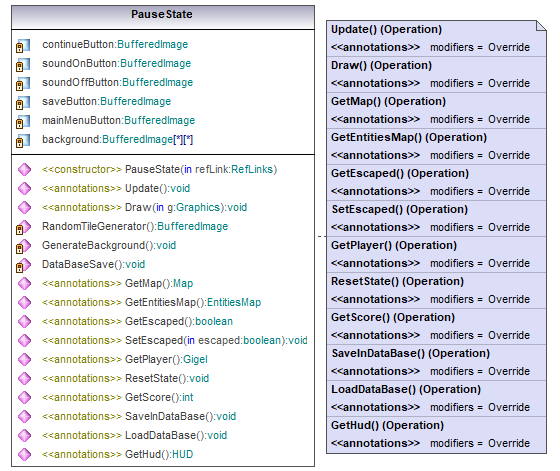 PauseState
continueButton:BufferedImage
soundOnButton:BufferedImage
soundOffButton:BufferedImage
saveButton:BufferedImage
mainMenuButton:BufferedImage
background:BufferedImage[*][*]
<<constructor>> PauseState(in refLink:RefLinks)
<<annotations>> Update():void
<<annotations>> Draw(in g:Graphics):void
RandomTileGenerator():BufferedImage
GenerateBackground():void
DataBaseSave():void
<<annotations>> GetMap():Map
<<annotations>> GetEntitiesMap():EntitiesMap
<<annotations>> GetEscaped():boolean
<<annotations>> SetEscaped(in escaped:boolean):void
<<annotations>> GetPlayer():Gigel
<<annotations>> ResetState():void
<<annotations>> GetScore():int
<<annotations>> SaveInDataBase():void
<<annotations>> LoadDataBase():void
<<annotations>> GetHud():HUD
Update() (Operation)
<<annotations>> modifiers = Override
Draw() (Operation)
<<annotations>> modifiers = Override
GetMap() (Operation)
<<annotations>> modifiers = Override
GetEntitiesMap() (Operation)
<<annotations>> modifiers = Override
GetEscaped() (Operation)
<<annotations>> modifiers = Override
SetEscaped() (Operation)
<<annotations>> modifiers = Override
GetPlayer() (Operation)
<<annotations>> modifiers = Override
ResetState() (Operation)
<<annotations>> modifiers = Override
GetScore() (Operation)
<<annotations>> modifiers = Override
SaveInDataBase() (Operation)
<<annotations>> modifiers = Override
LoadDataBase() (Operation)
<<annotations>> modifiers = Override
GetHud() (Operation)
<<annotations>> modifiers = Override